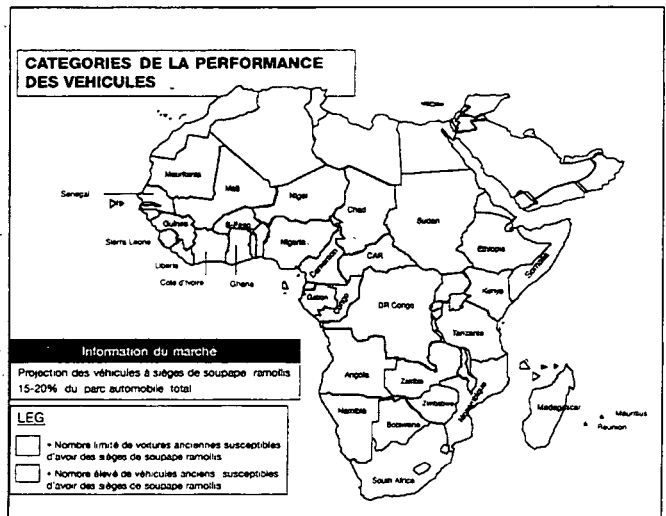 CATEGORIES DE LA PERFORMANCE
DES VEHICULES
Mauritania
Mali
Niger
Chad
Sudan
Senegal
Guinea
B. Faso
Nigeria
Ethiopia
Somalia
Sierra Leone
Liberia
Cote d'Ivoire
Ghana
Cameroon
CAR
Gabon
Congo
DR Congo
Kenya
Tanzania
Information du marche
Projection des véhicules à sièges de soupape ramollis
15-20% du parc automobile total
Angola
Zambia
Mozambique
Zimbabwe
Namibia
Botswana
Madagascar
Mauritius
Reunion
South Africa
LEG
= Nombre limité de voitures anciennes susceptibles
d'avoir des sièges de soupape ramollis
= Nombre élevé de véhicules anciens susceptibles
d'avoir des sièges de soupape ramollis